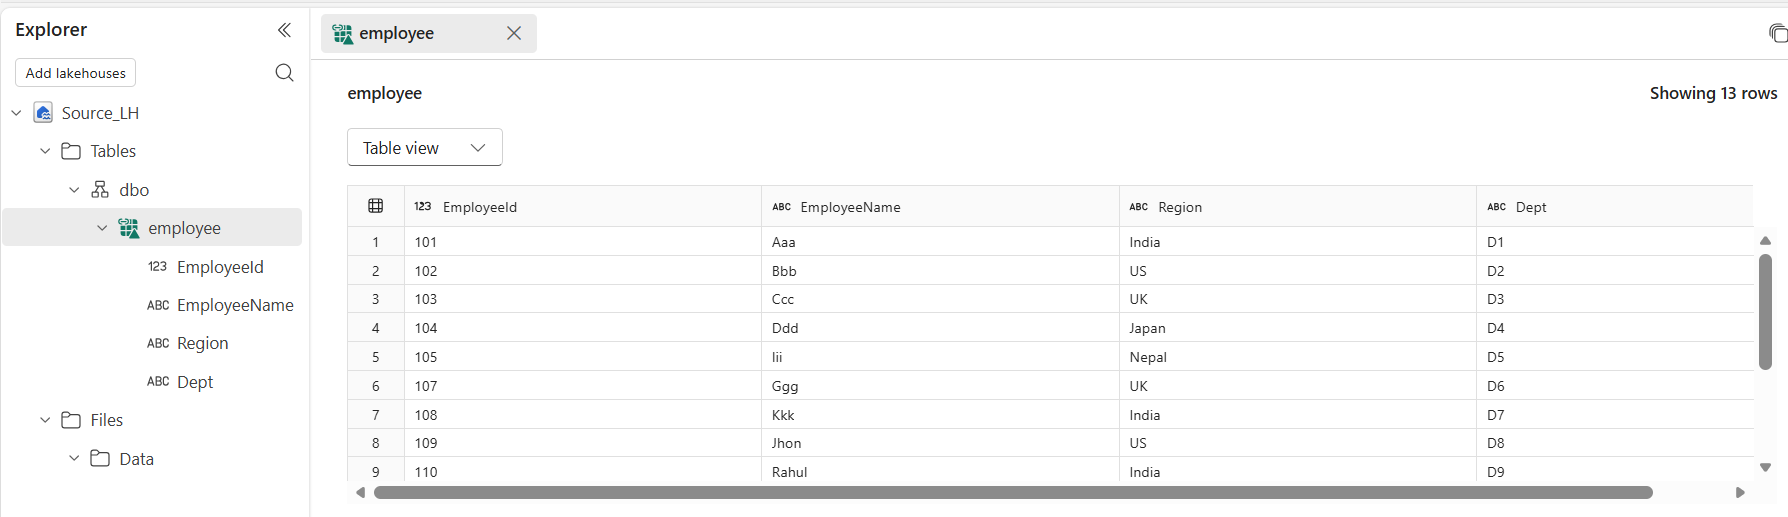 Explorer
Add lakehouses
Source_LH
Tables
dbo
employee
123 EmployeeId
ABC EmployeeName
ABC Region
ABC Dept
Files
Data
employee
employee
Showing 13 rows
Table view
123 EmployeeId ABC EmployeeName ABC Region ABC Dept
1 101 Aaa India D1
2 102 Bbb US D2
3 103 Ccc UK D3
4 104 Ddd Japan D4
5 105 Iii Nepal D5
6 107 Ggg UK D6
7 108 Kkk India D7
8 109 Jhon US D8
9 110 Rahul India D9